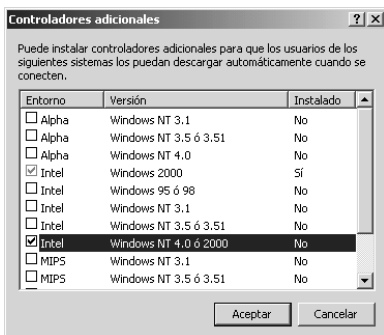 Controladores adicionales
Puede instalar controladores adicionales para que los usuarios de los
siguientes sistemas los puedan descargar automáticamente cuando se
conecten.
Entorno Versión Instalado
Alpha Windows NT 3.1 No
Alpha Windows NT 3.5 ó 3.51 No
Alpha Windows NT 4.0 No
Intel Windows 2000 Sí
Intel Windows 95 ó 98 No
Intel Windows NT 3.1 No
Intel Windows NT 3.5 ó 3.51 No
Intel Windows NT 4.0 ó 2000 No
MIPS Windows NT 3.1 No
MIPS Windows NT 3.5 ó 3.51 No
Aceptar Cancelar